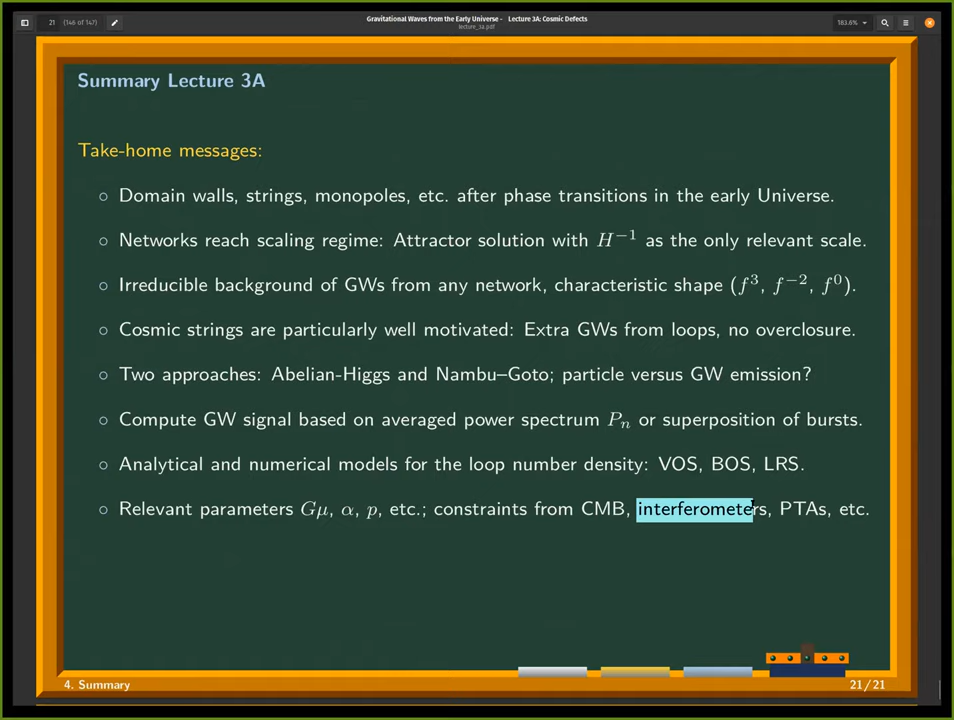 21 (146 of 147)
Gravitational Waves from the Early Universe - Lecture 3A: Cosmic Defects
lecture_3a.pdf
183.6%
Summary Lecture 3A
Take-home messages:
○ Domain walls, strings, monopoles, etc. after phase transitions in the early Universe.
○ Networks reach scaling regime: Attractor solution with H⁻¹ as the only relevant scale.
○ Irreducible background of GWs from any network, characteristic shape (f³, f⁻², f⁰).
○ Cosmic strings are particularly well motivated: Extra GWs from loops, no overclosure.
○ Two approaches: Abelian-Higgs and Nambu–Goto; particle versus GW emission?
○ Compute GW signal based on averaged power spectrum Pₙ or superposition of bursts.
○ Analytical and numerical models for the loop number density: VOS, BOS, LRS.
○ Relevant parameters Gμ, α, p, etc.; constraints from CMB, interferometers, PTAs, etc.
4. Summary
21/21